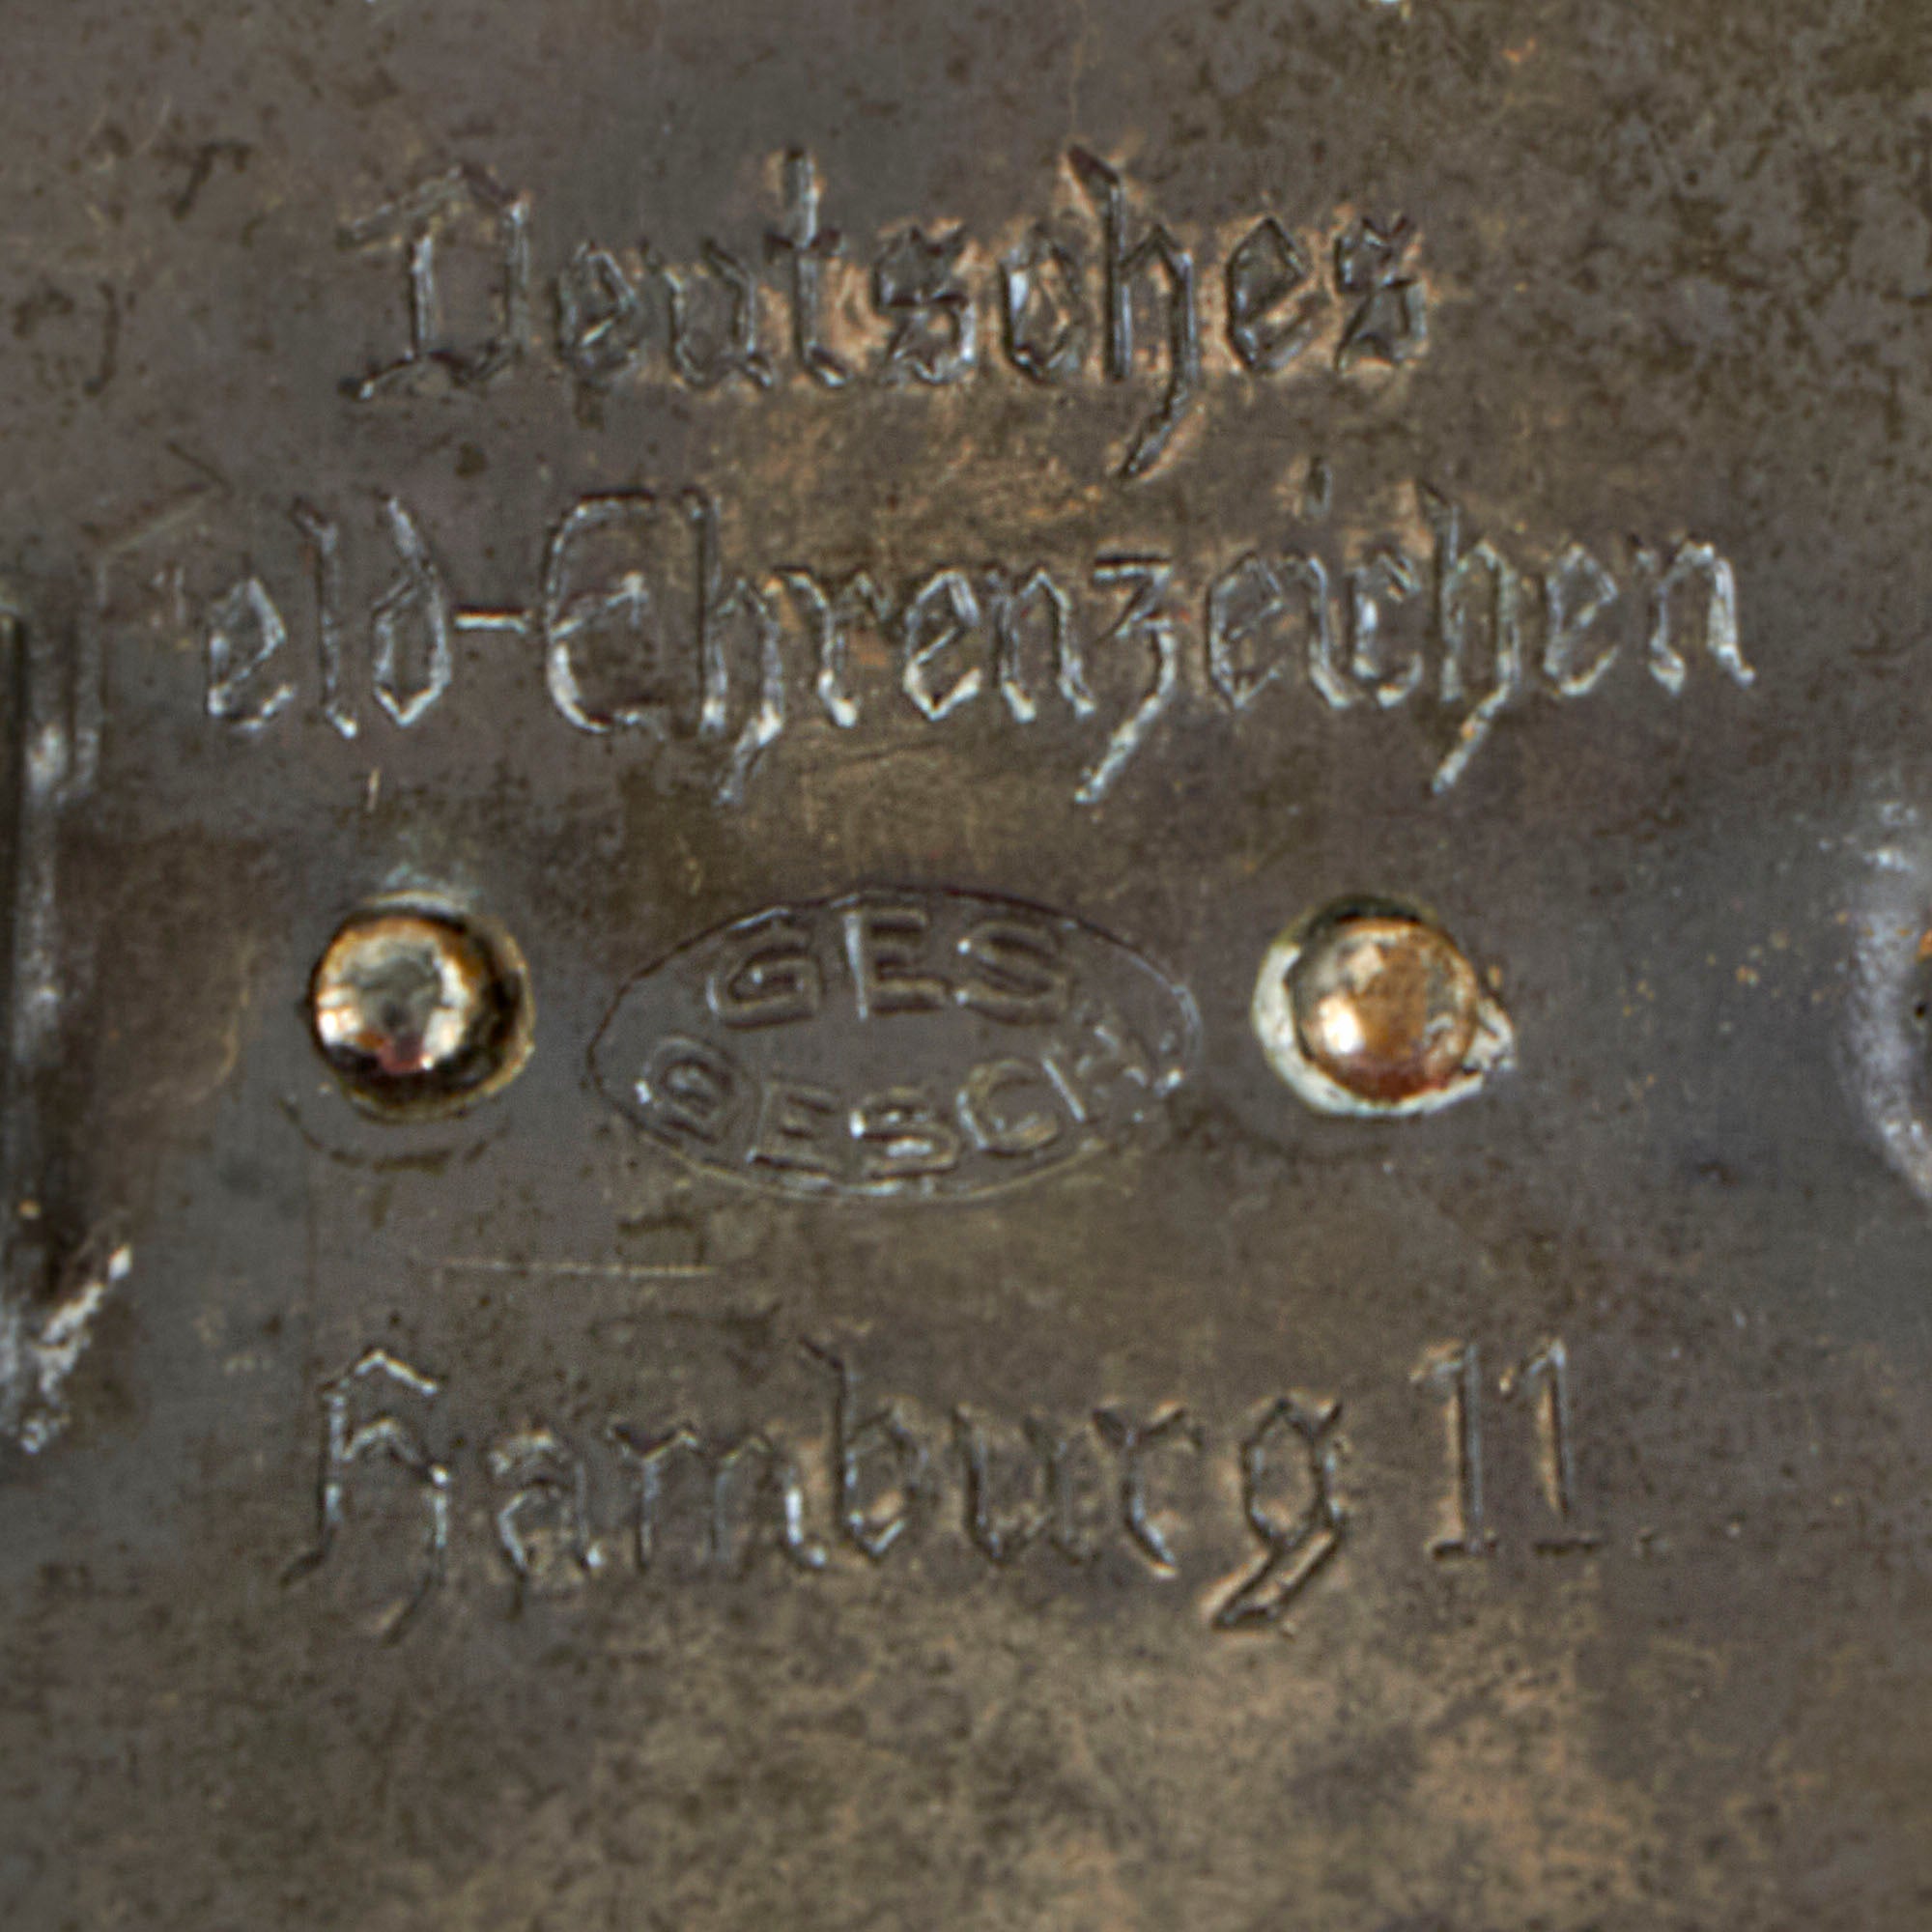 Deutsches
eld-Ehrenzeichen
GES
GESCH.
Hamburg 11